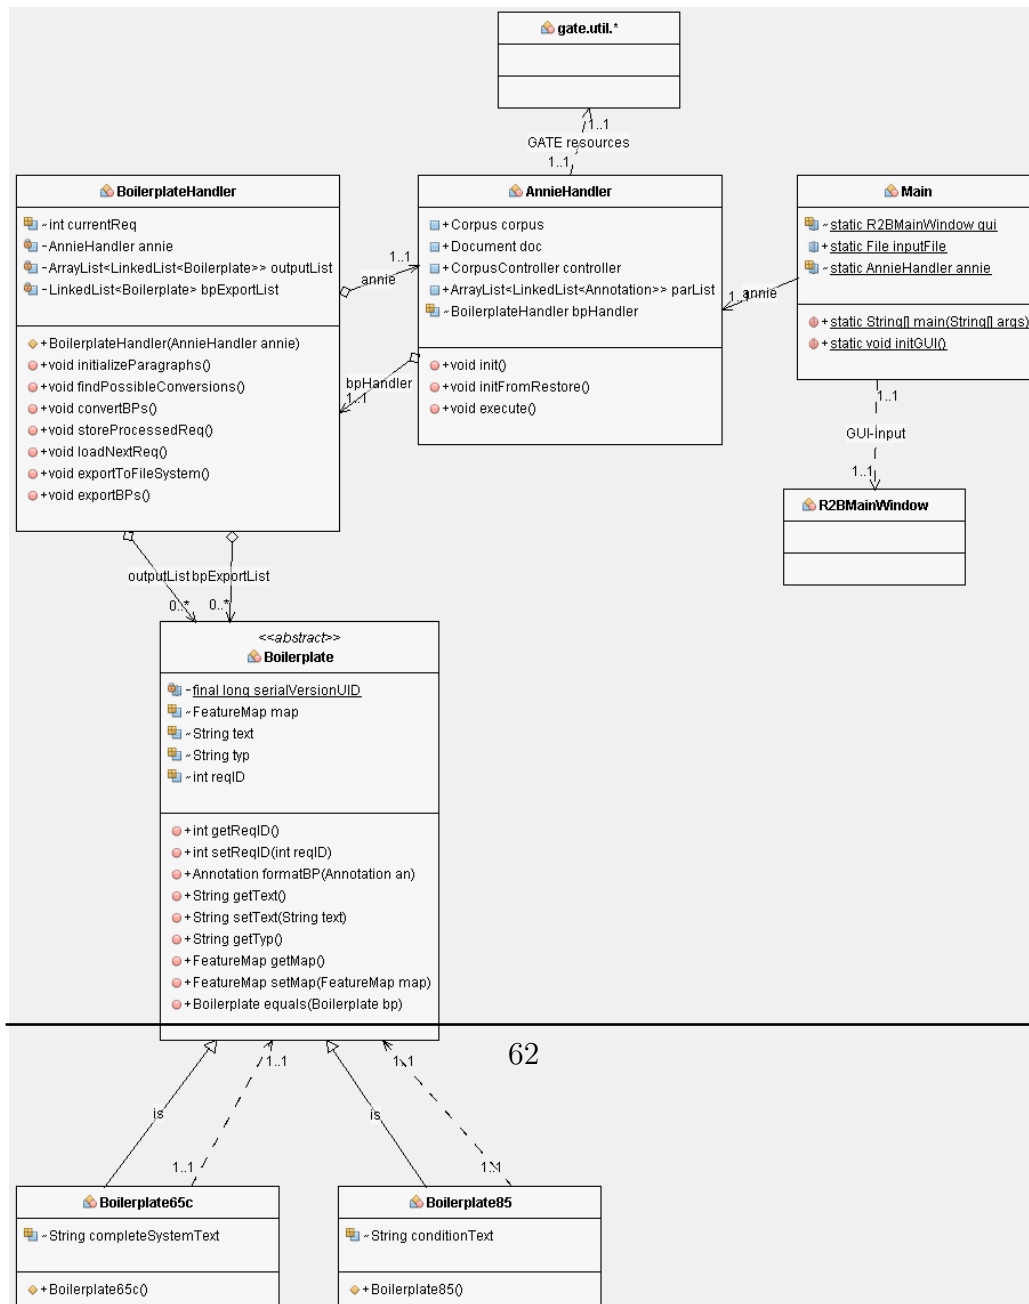 gate.util.*
1..1
GATE resources
1..1
BoilerplateHandler
~int currentReq
-AnnieHandler annie
-ArrayList<LinkedList<Boilerplate>> outputList
-LinkedList<Boilerplate> bpExportList
+BoilerplateHandler(AnnieHandler annie)
+void initializeParagraphs()
+void findPossibleConversions()
+void convertBPs()
+void storeProcessedReq()
+void loadNextReq()
+void exportToFileSystem()
+void exportBPs()
1..1
annie
bpHandler
1..1
AnnieHandler
+Corpus corpus
+Document doc
+CorpusController controller
+ArrayList<LinkedList<Annotation>> parList
~BoilerplateHandler bpHandler
+void init()
+void initFromRestore()
+void execute()
1..1
annie
Main
~static R2BMainWindow gui
+static File inputFile
~static AnnieHandler annie
+static String[] main(String[] args)
+static void initGUI()
1..1
GUI-input
1..1
R2BMainWindow
outputList
bpExportList
0..*
0..*
<<abstract>>
Boilerplate
-final long serialVersionUID
~FeatureMap map
~String text
~String typ
~int reqID
+int getReqID()
+int setReqID(int reqID)
+Annotation formatBP(Annotation an)
+String getText()
+String setText(String text)
+String getTyp()
+FeatureMap getMap()
+FeatureMap setMap(FeatureMap map)
+Boilerplate equals(Boilerplate bp)
62
1..1
1..1
is
is
1..1
1..1
Boilerplate65c
~String completeSystemText
+Boilerplate65c()
Boilerplate85
~String conditionText
+Boilerplate85()